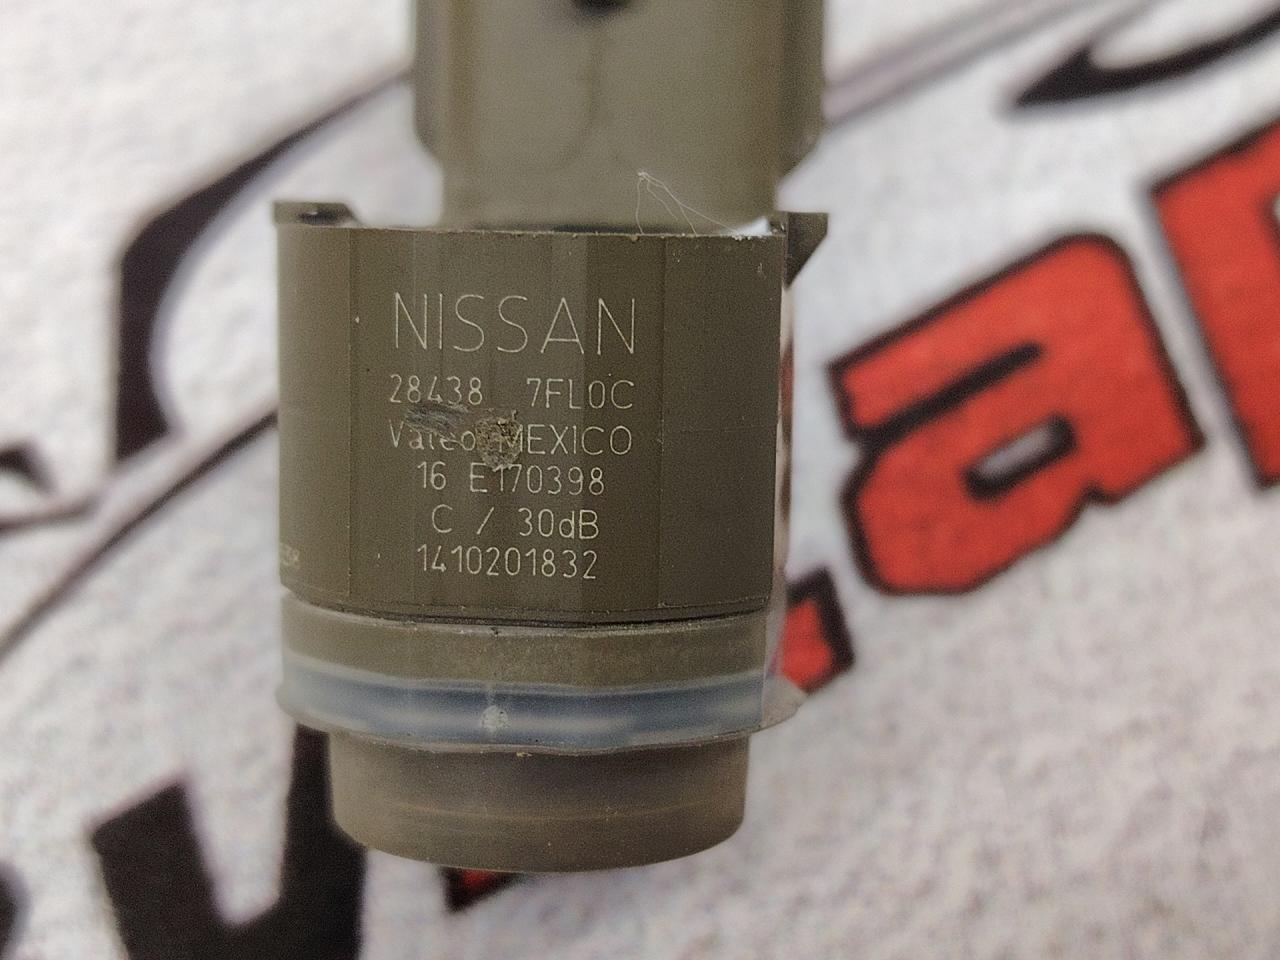 NISSAN
28438 7FL0C
Valeo MEXICO
16 E170398
C / 30dB
1410201832